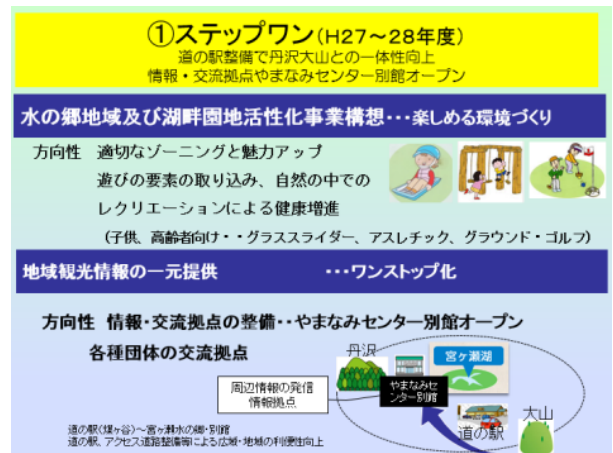 ①ステップワン(H27～28年度)
道の駅整備で丹沢大山との一体性向上
情報・交流拠点やまなみセンター別館オープン
水の郷地域及び湖畔園地活性化事業構想・・・楽しめる環境づくり
方向性 適切なゾーニングと魅力アップ
遊びの要素の取り込み、自然の中での
レクリエーションによる健康増進
(子供、高齢者向け・・グラススライダー、アスレチック、グラウンド・ゴルフ)
地域観光情報の一元提供 ・・・ワンストップ化
方向性 情報・交流拠点の整備・・やまなみセンター別館オープン
各種団体の交流拠点
丹沢
宮ヶ瀬湖
周辺情報の発信
情報拠点
やまなみセ
ンター別館
道の駅
大山
道の駅(煤ヶ谷)～宮ヶ瀬水の郷・別館
道の駅、アクセス道路整備等による広域・地域の利便性向上